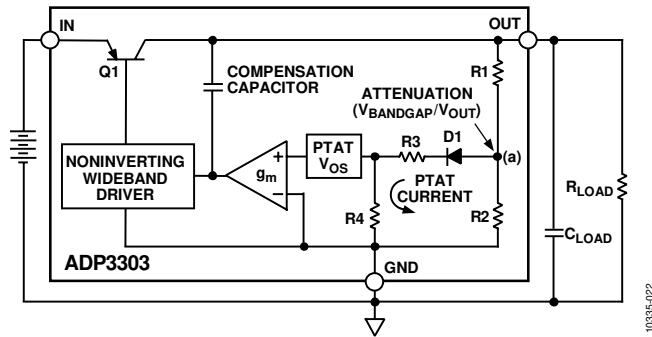 IN
OUT
Q1
COMPENSATION
CAPACITOR
R1
ATTENUATION
(VBANDGAP/VOUT)
NONINVERTING
WIDEBAND
DRIVER
gm
+
−
PTAT
VOS
R3
D1
(a)
PTAT
CURRENT
R4
R2
RLOAD
CLOAD
ADP3303
GND
10335-022